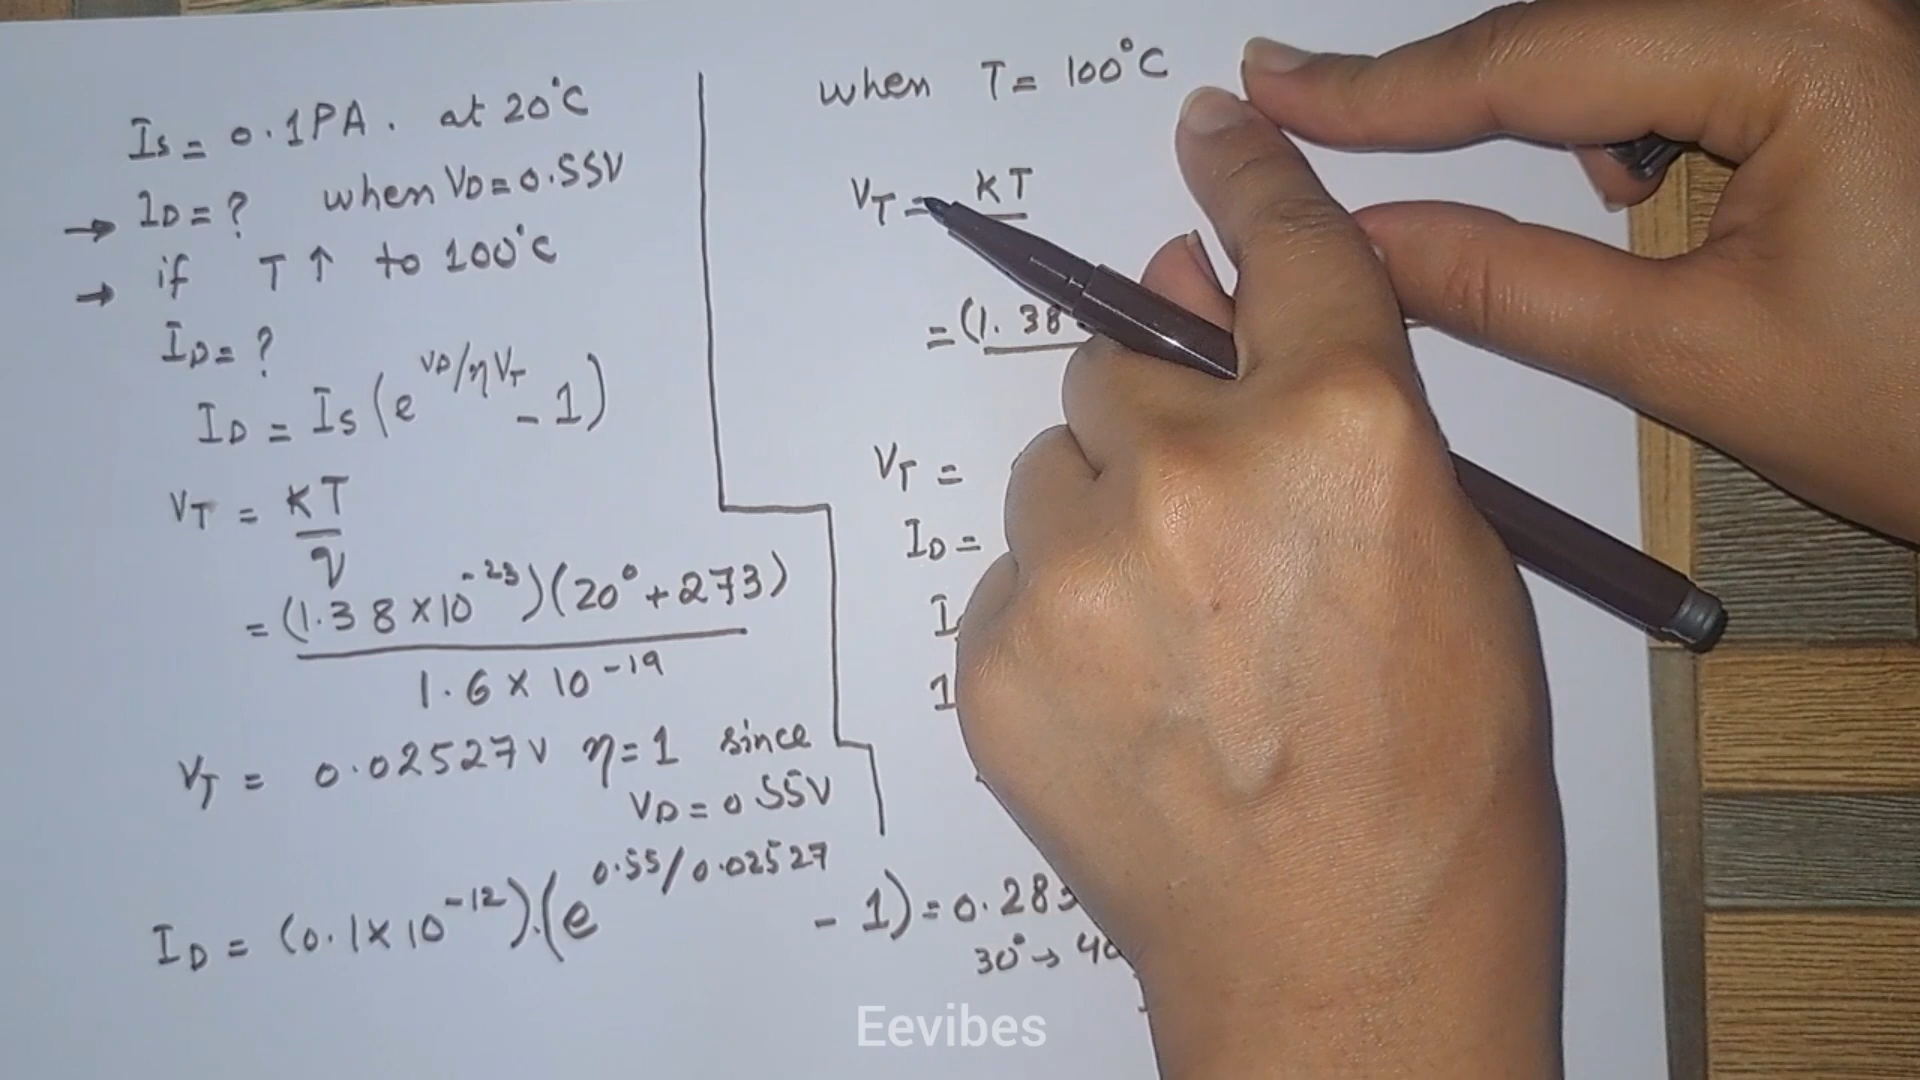 Is = 0.1PA. at 20°C
→ ID = ? when VD = 0.55V
→ if T ↑ to 100°C
ID = ?
ID = Is (e^VD/ηVT - 1)
VT = KT
q
= (1.38 × 10^-23)(20° + 273)
1.6 × 10^-19
VT = 0.02527V η = 1 since
VD = 0.55V
ID = (0.1 × 10^-12).(e^0.55/0.02527 - 1) = 0.283
30° → 40
when T = 100°C
VT = KT
= (1.38
VT =
ID =
I
1
Eevibes